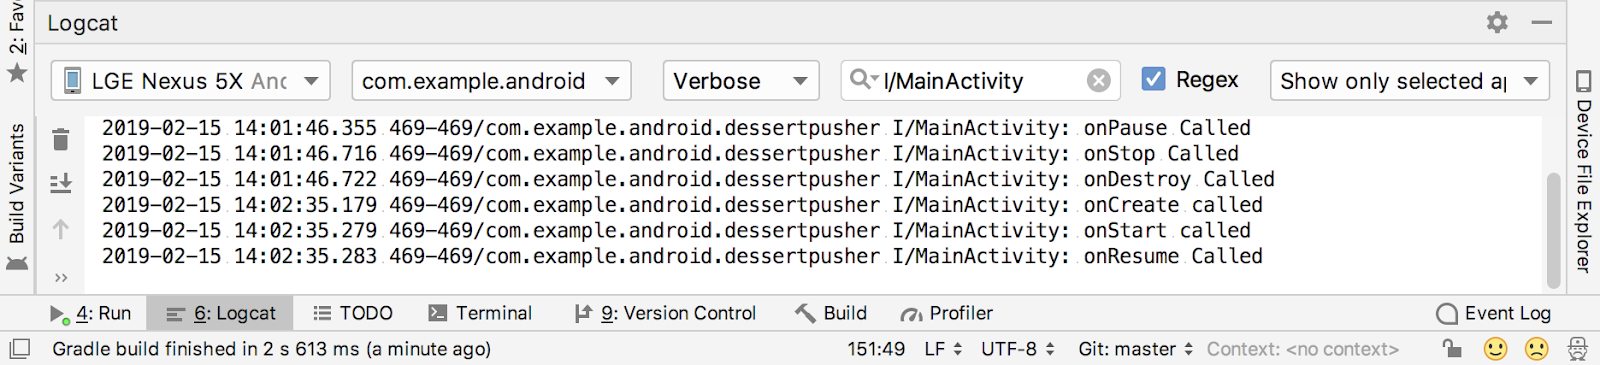 Logcat
2: Fav
LGE Nexus 5X And
com.example.android
Verbose
I/MainActivity
Regex
Show only selected ap
2019-02-15 14:01:46.355 469-469/com.example.android.dessertpusher I/MainActivity: onPause Called
2019-02-15 14:01:46.716 469-469/com.example.android.dessertpusher I/MainActivity: onStop Called
2019-02-15 14:01:46.722 469-469/com.example.android.dessertpusher I/MainActivity: onDestroy Called
2019-02-15 14:02:35.179 469-469/com.example.android.dessertpusher I/MainActivity: onCreate called
2019-02-15 14:02:35.279 469-469/com.example.android.dessertpusher I/MainActivity: onStart called
2019-02-15 14:02:35.283 469-469/com.example.android.dessertpusher I/MainActivity: onResume Called
Build Variants
Device File Explorer
4: Run
6: Logcat
TODO
Terminal
9: Version Control
Build
Profiler
Event Log
Gradle build finished in 2 s 613 ms (a minute ago)
151:49
LF
UTF-8
Git: master
Context: <no context>